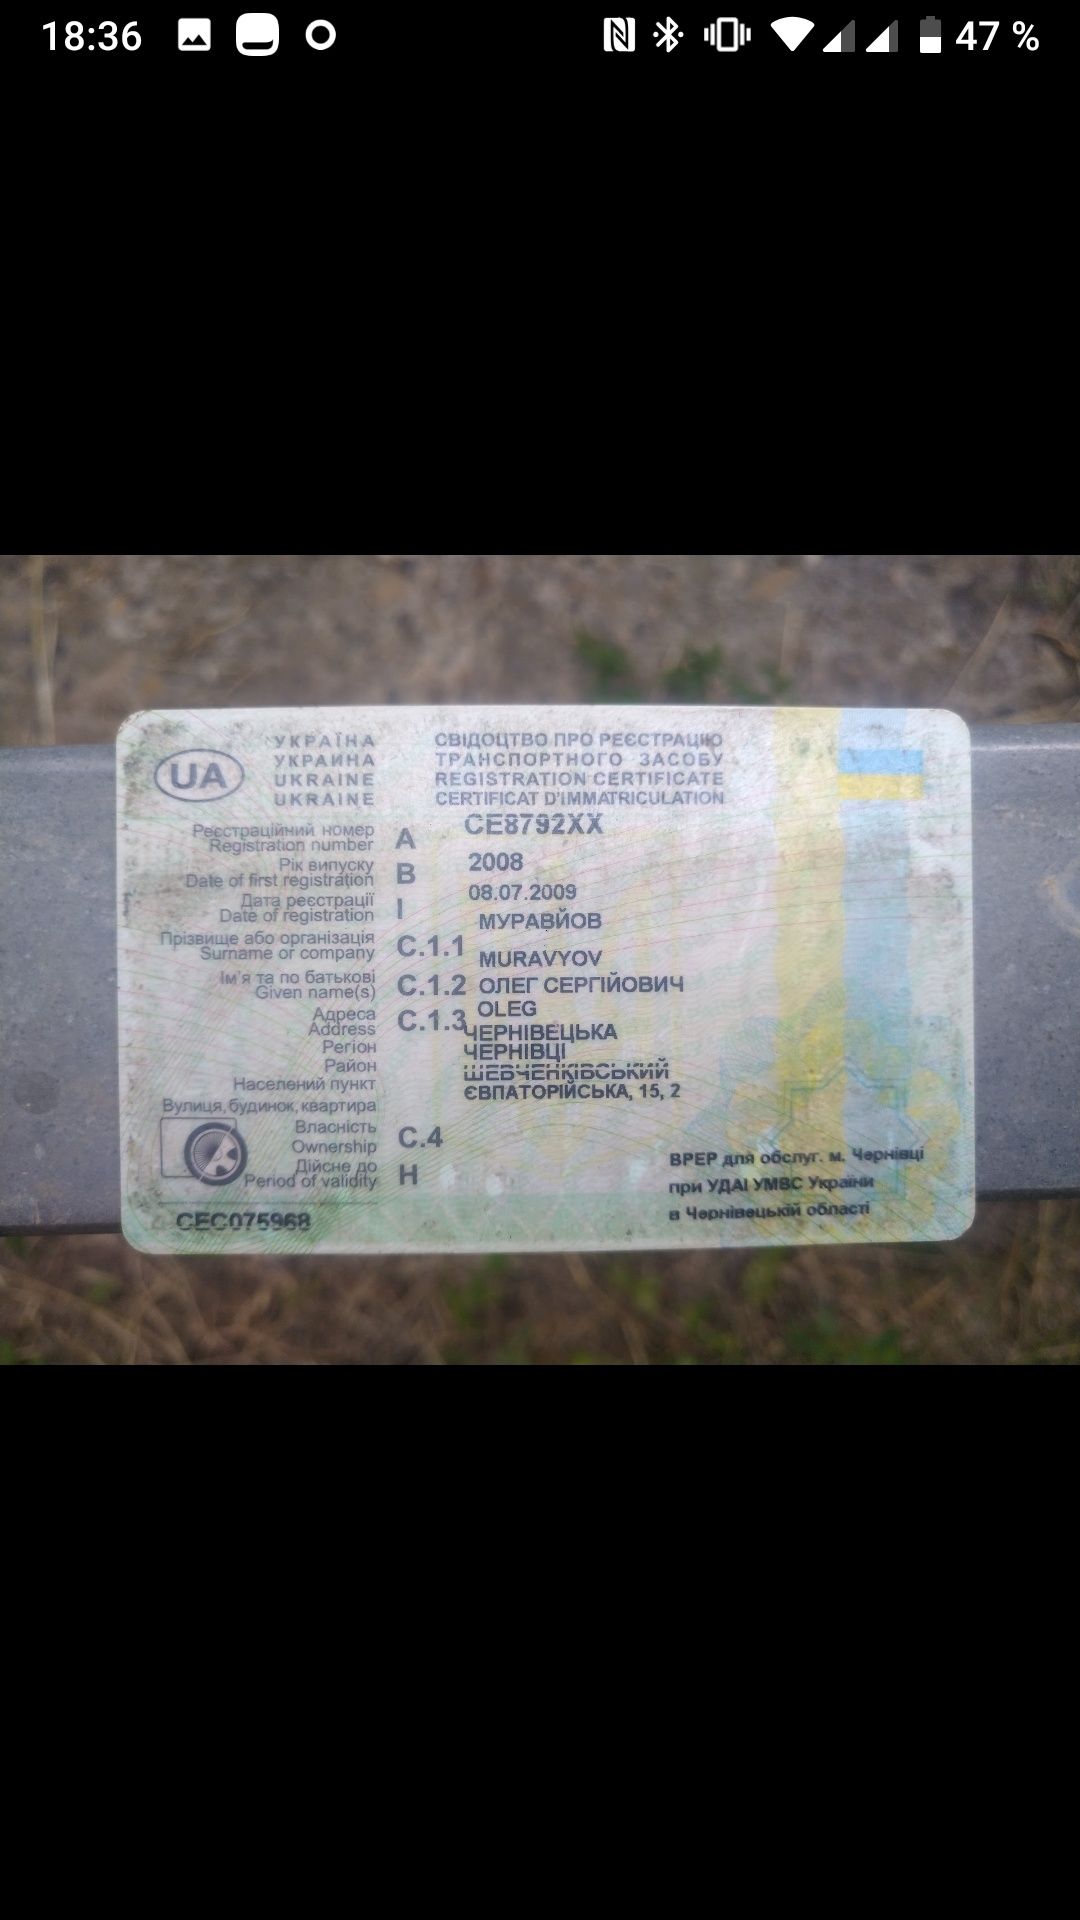 18:36
47 %
УКРАЇНА
УКРАИНА
UKRAINE
UKRAINE
СВІДОЦТВО ПРО РЕЄСТРАЦІЮ
ТРАНСПОРТНОГО ЗАСОБУ
REGISTRATION CERTIFICATE
CERTIFICAT D'IMMATRICULATION
UA
Реєстраційний номер
Registration number
A
CE8792XX
Рік випуску
Date of first registration
B
2008
Дата реєстрації
Date of registration
I
08.07.2009
МУРАВЙОВ
Прізвище або організація
Surname or company
C.1.1
MURAVYOV
Ім'я та по батькові
Given name(s)
C.1.2
ОЛЕГ СЕРГІЙОВИЧ
OLEG
Адреса
Address
C.1.3
ЧЕРНІВЕЦЬКА
Регіон
ЧЕРНІВЦІ
Район
ШЕВЧЕНКІВСЬКИЙ
Населений пункт
ЄВПАТОРІЙСЬКА, 15, 2
Вулиця, будинок, квартира
Власність
Ownership
C.4
Дійсне до
Period of validity
H
ВРЕР для обслуг. м. Чернівці
при УДАІ УМВС України
в Чернівецькій області
CEC075968